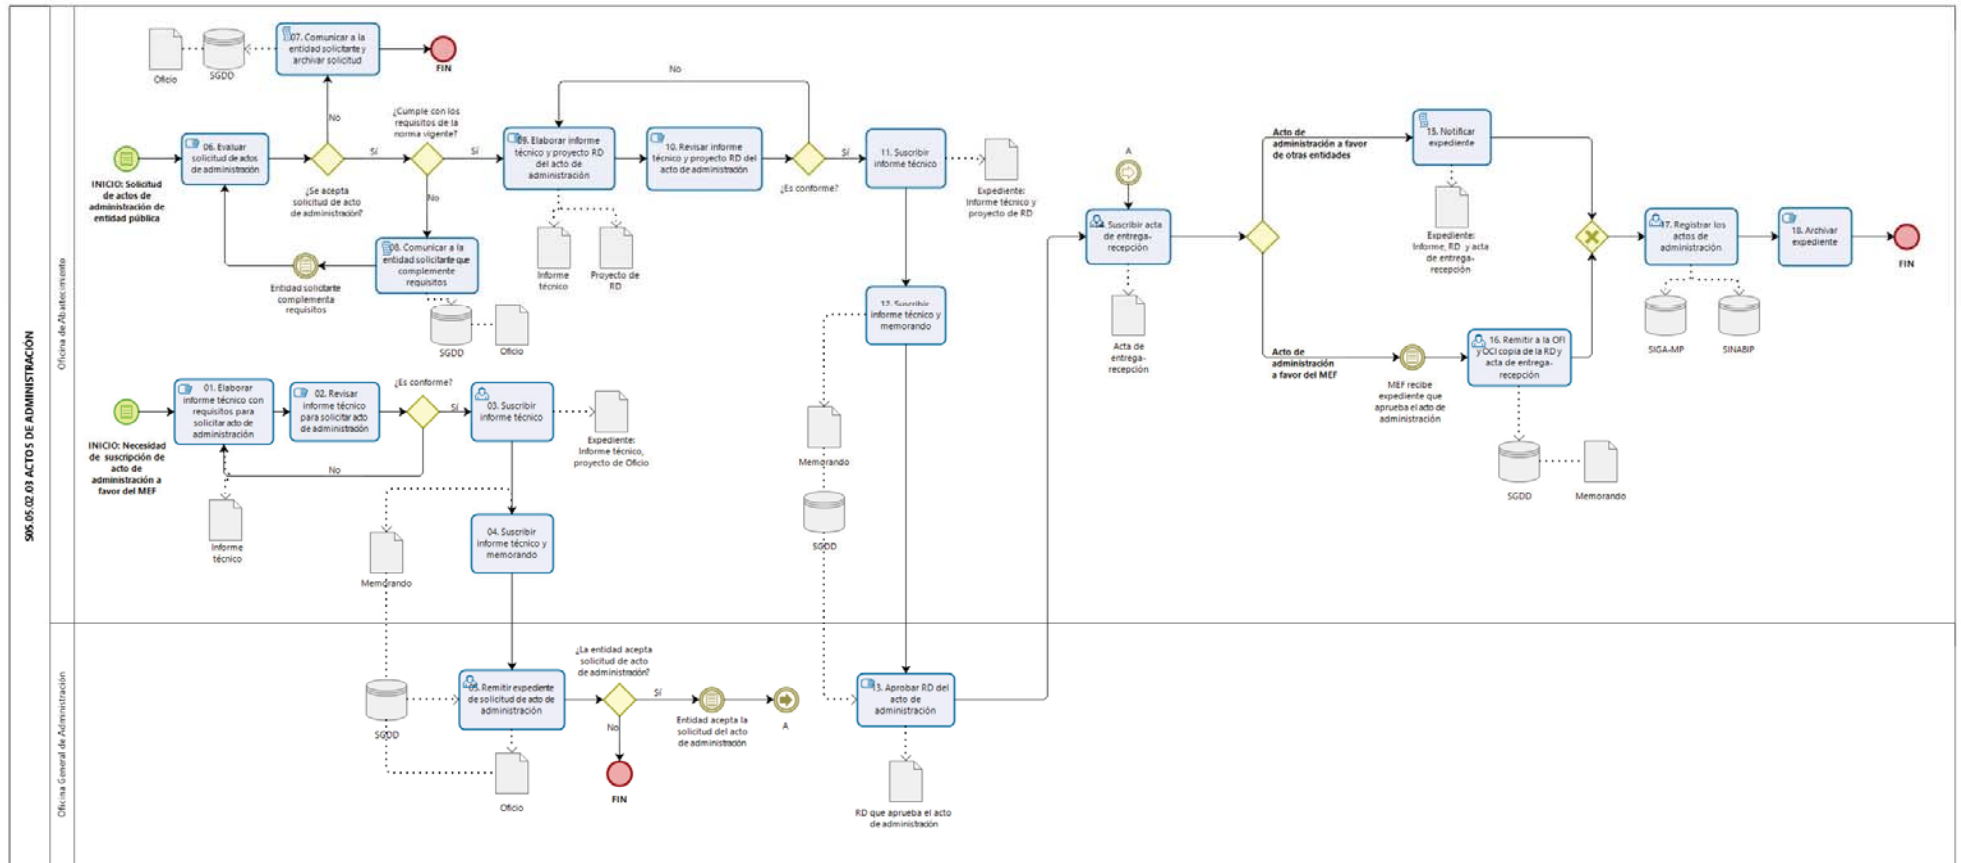 S05.05.02.03 ACTOS DE ADMINISTRACIÓN
Oficina de Abastecimiento
Oficina General de Administración
07. Comunicar a la
entidad solicitante y
archivar solicitud
FIN
Oficio
SGDD
No
¿Cumple con los
requisitos de la
norma vigente?
No
INICIO: Solicitud
de actos de
administración de
entidad pública
06. Evaluar
solicitud de actos
de administración
Sí
¿Se acepta
solicitud de acto
de administración?
Sí
No
09. Elaborar informe
técnico y proyecto RD
del acto de
administración
10. Revisar informe
técnico y proyecto RD del
acto de administración
¿Es conforme?
Sí
11. Suscribir
informe técnico
Expediente:
Informe técnico y
proyecto de RD
08. Comunicar a la
entidad solicitante que
complemente
requisitos
Entidad solicitante
complementa
requisitos
SGDD
Oficio
Informe
técnico
Proyecto de
RD
12. Suscribir
informe técnico y
memorando
Memorando
SGDD
INICIO: Necesidad
de suscripción de
acto de
administración a
favor del MEF
01. Elaborar
informe técnico con
requisitos para
solicitar acto de
administración
02. Revisar
informe técnico
para solicitar acto
de administración
¿Es conforme?
Sí
No
03. Suscribir
informe técnico
Expediente:
Informe técnico,
proyecto de Oficio
Informe
técnico
04. Suscribir
informe técnico y
memorando
Memorando
SGDD
05. Remitir expediente
de solicitud de acto de
administración
Oficio
¿La entidad acepta
solicitud de acto
de administración?
Sí
No
FIN
Entidad acepta la
solicitud del acto
de administración
A
13. Aprobar RD del
acto de
administración
RD que aprueba el acto
de administración
A
Suscribir acta
de entrega-
recepción
Acta de
entrega-
recepción
Acto de
administración a favor
de otras entidades
15. Notificar
expediente
Expediente:
Informe, RD y acta
de entrega-
recepción
Acto de
administración
a favor del MEF
MEF recibe
expediente que
aprueba el acto de
administración
16. Remitir a la OFI
y OCI copia de la RD y
acta de entrega-
recepción
SGDD
Memorando
17. Registrar los
actos de
administración
SIGA-MP
SINABIP
18. Archivar
expediente
FIN